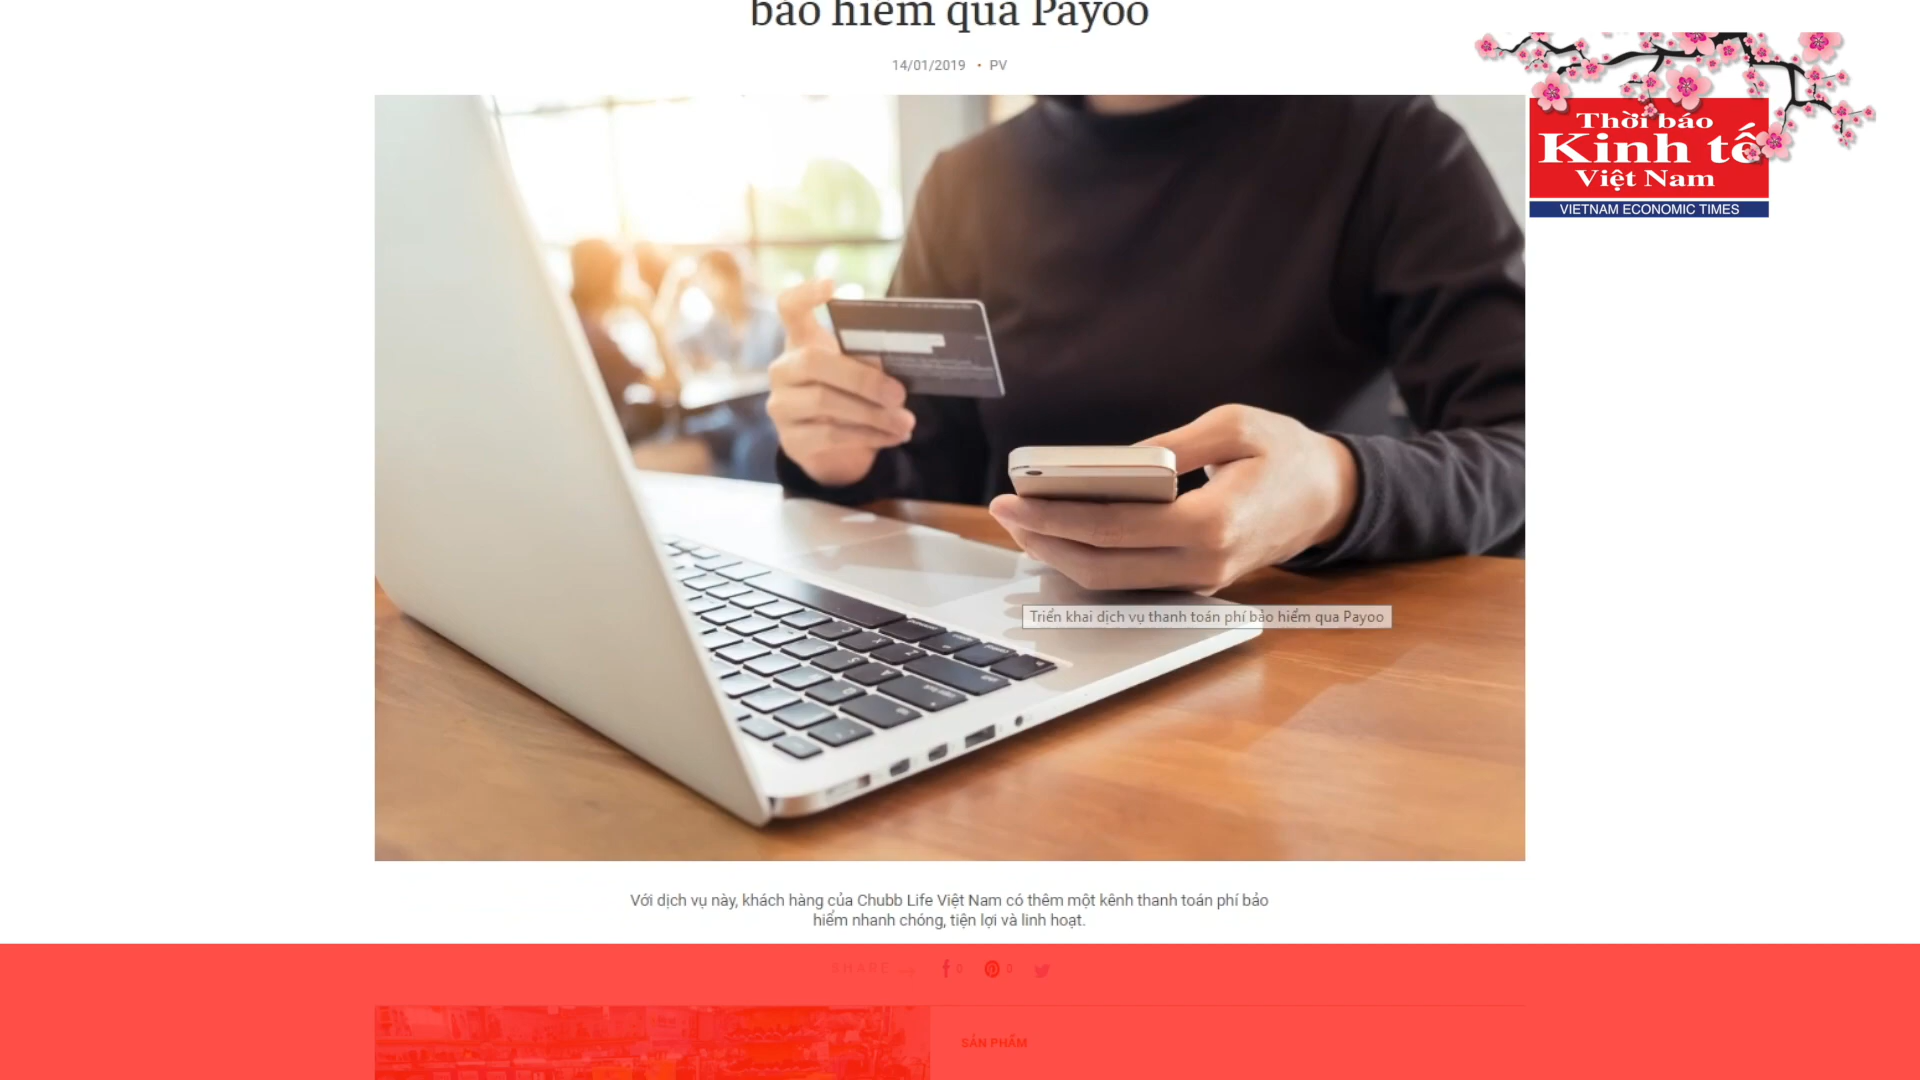 bảo hiểm qua Payoo
14/01/2019 • PV
Thời báo
Kinh tế
Việt Nam
VIETNAM ECONOMIC TIMES
Triển khai dịch vụ thanh toán phí bảo hiểm qua Payoo
Với dịch vụ này, khách hàng của Chubb Life Việt Nam có thêm một kênh thanh toán phí bảo
hiểm nhanh chóng, tiện lợi và linh hoạt.
SHARE
0 0
SẢN PHẨM